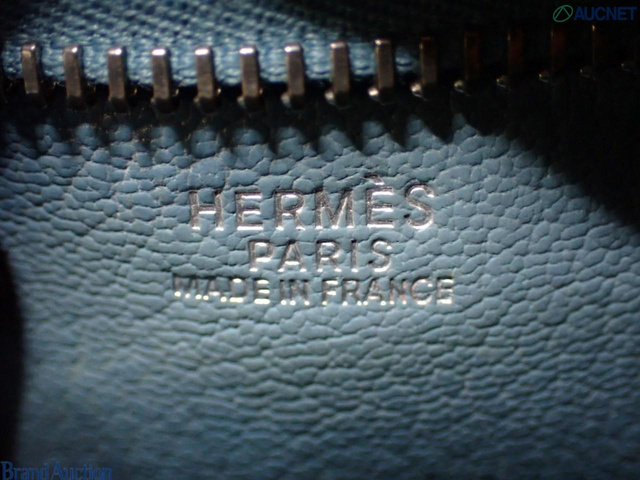 AUCNET
HERMÈS
PARIS
MADE IN FRANCE
Brand Auction